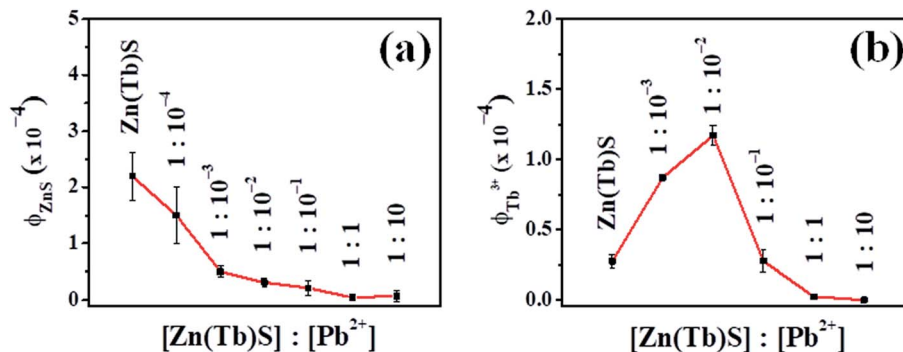 (a)
ϕ_ZnS (x 10⁻⁴)
5
4
3
2
1
0
Zn(Tb)S
1 : 10⁻⁴
1 : 10⁻³
1 : 10⁻²
1 : 10⁻¹
1 : 1
1 : 10
[Zn(Tb)S] : [Pb²⁺]
(b)
ϕ_Tb³⁺ (x 10⁻⁴)
2.0
1.5
1.0
0.5
0.0
Zn(Tb)S
1 : 10⁻³
1 : 10⁻²
1 : 10⁻¹
1 : 1
1 : 10
[Zn(Tb)S] : [Pb²⁺]